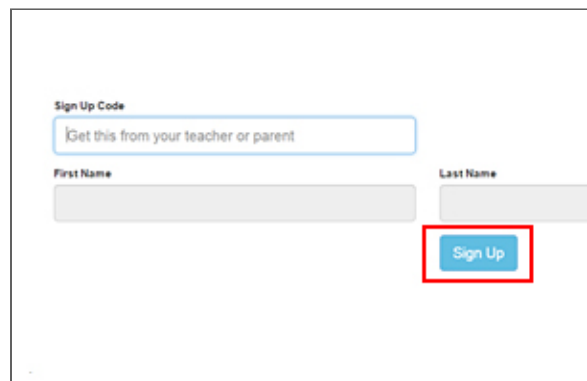 Sign Up Code
Get this from your teacher or parent
First Name
Last Name
Sign Up